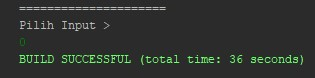 =====================
Pilih Input >
0
BUILD SUCCESSFUL (total time: 36 seconds)